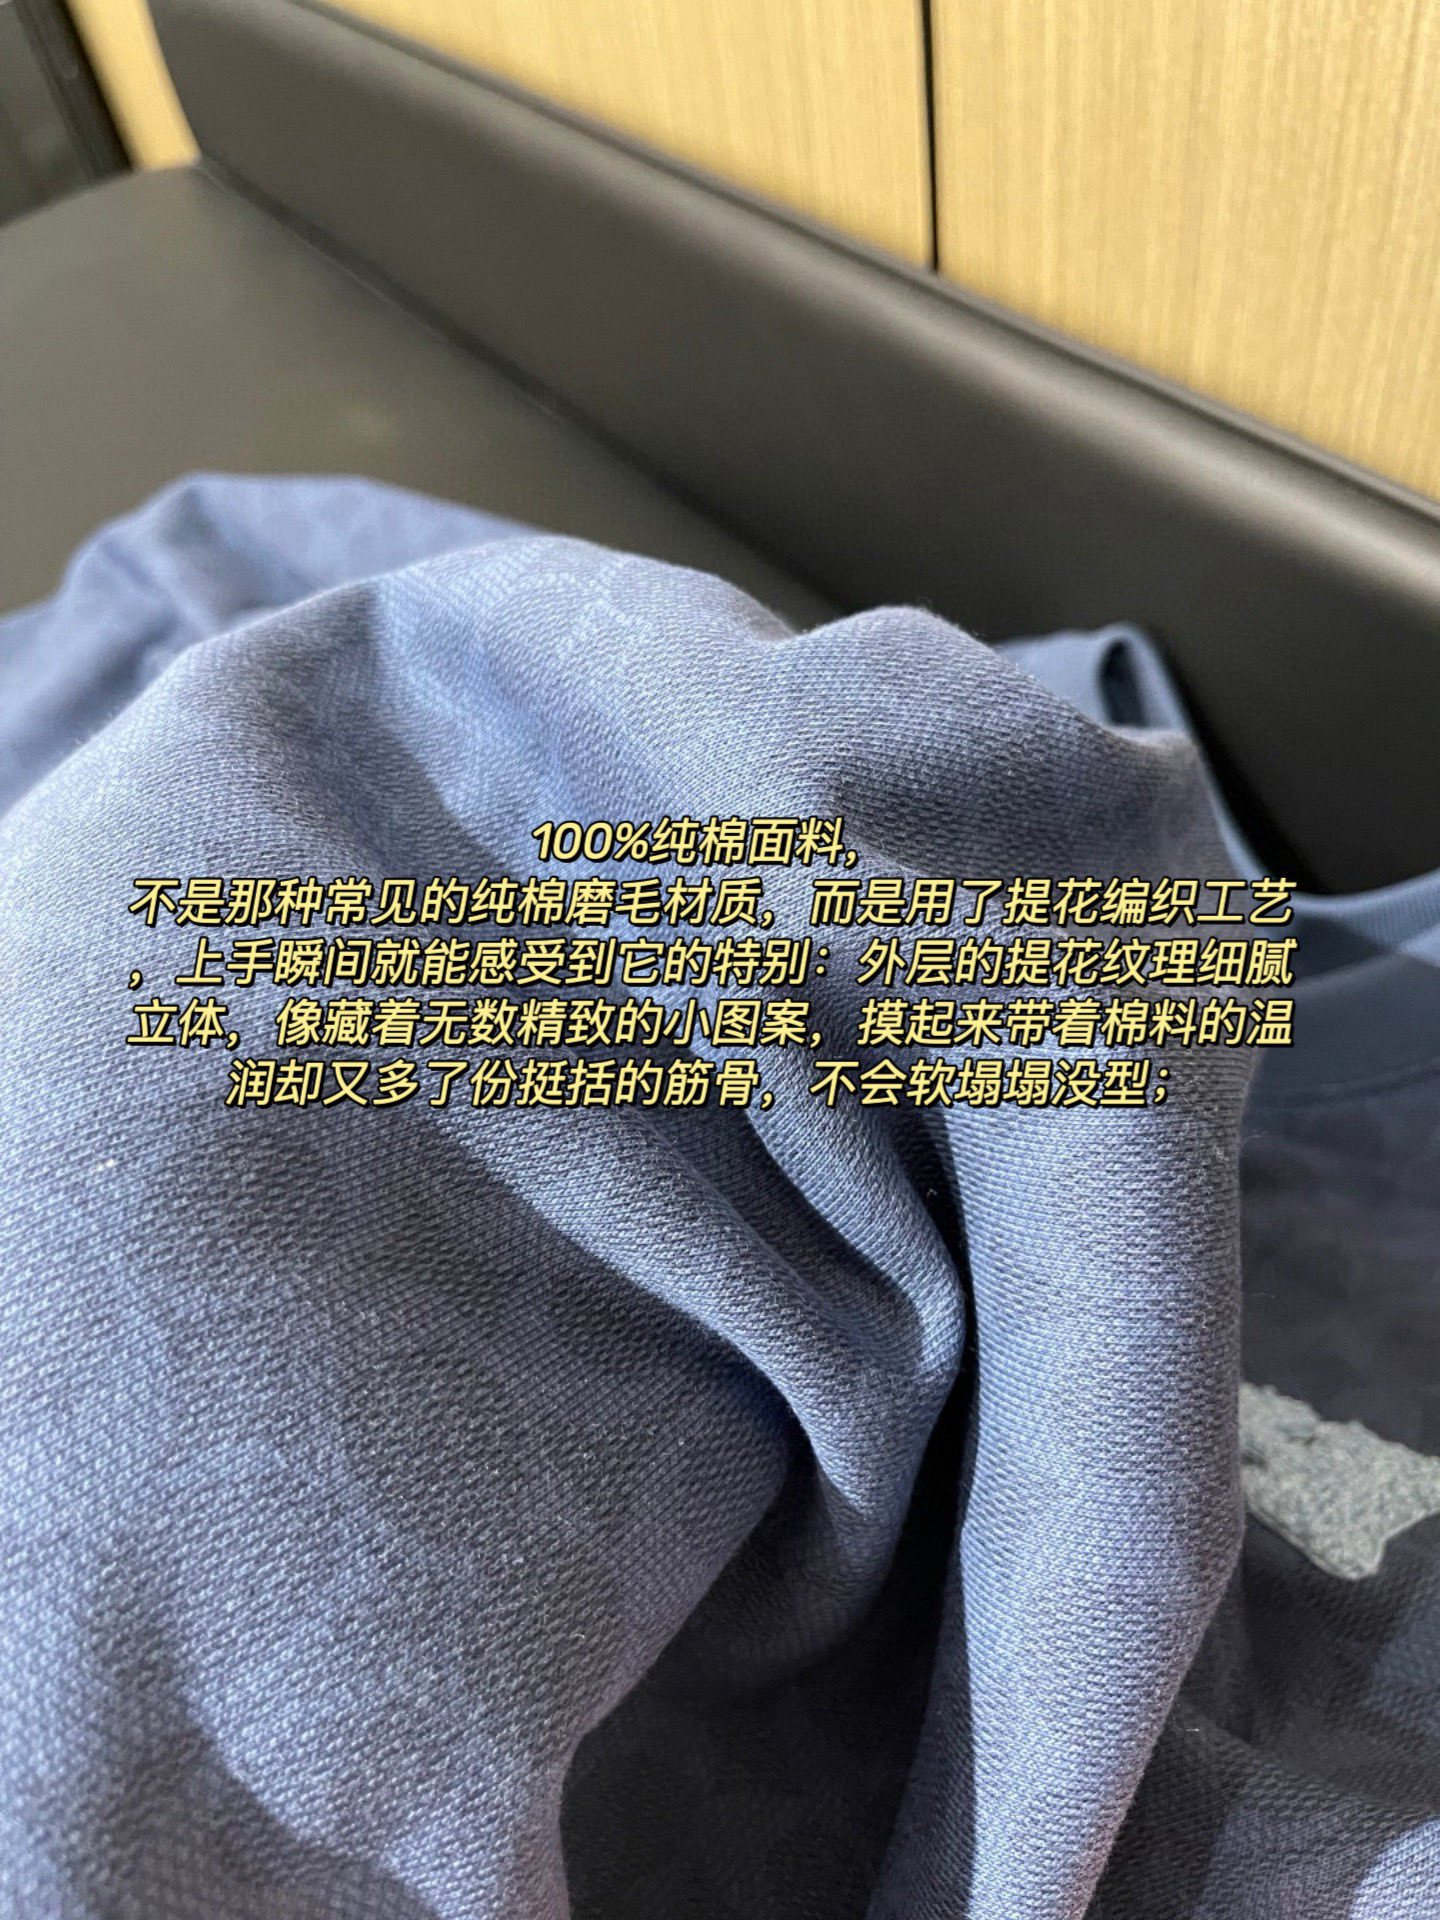 100%纯棉面料，
不是那种常见的纯棉磨毛材质，而是用了提花编织工艺
，上手瞬间就能感受到它的特别：外层的提花纹理细腻
立体，像藏着无数精致的小图案，摸起来带着棉料的温
润却又多了份挺括的筋骨，不会软塌塌没型；